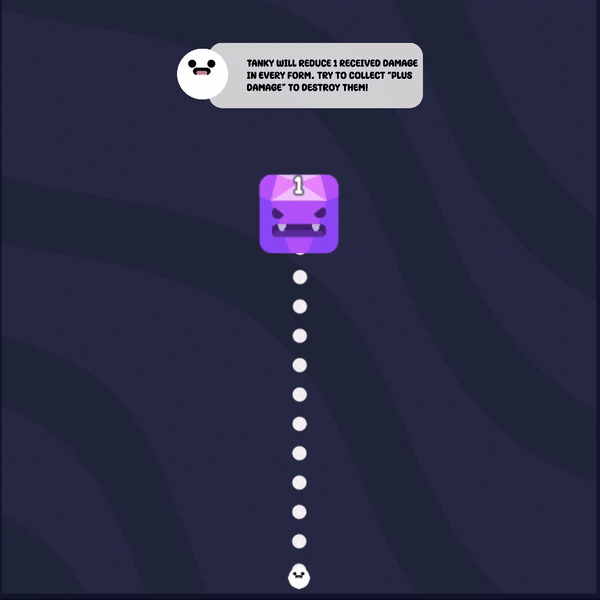 TANKY WILL REDUCE 1 RECEIVED DAMAGE
IN EVERY FORM. TRY TO COLLECT "PLUS
DAMAGE" TO DESTROY THEM!
1